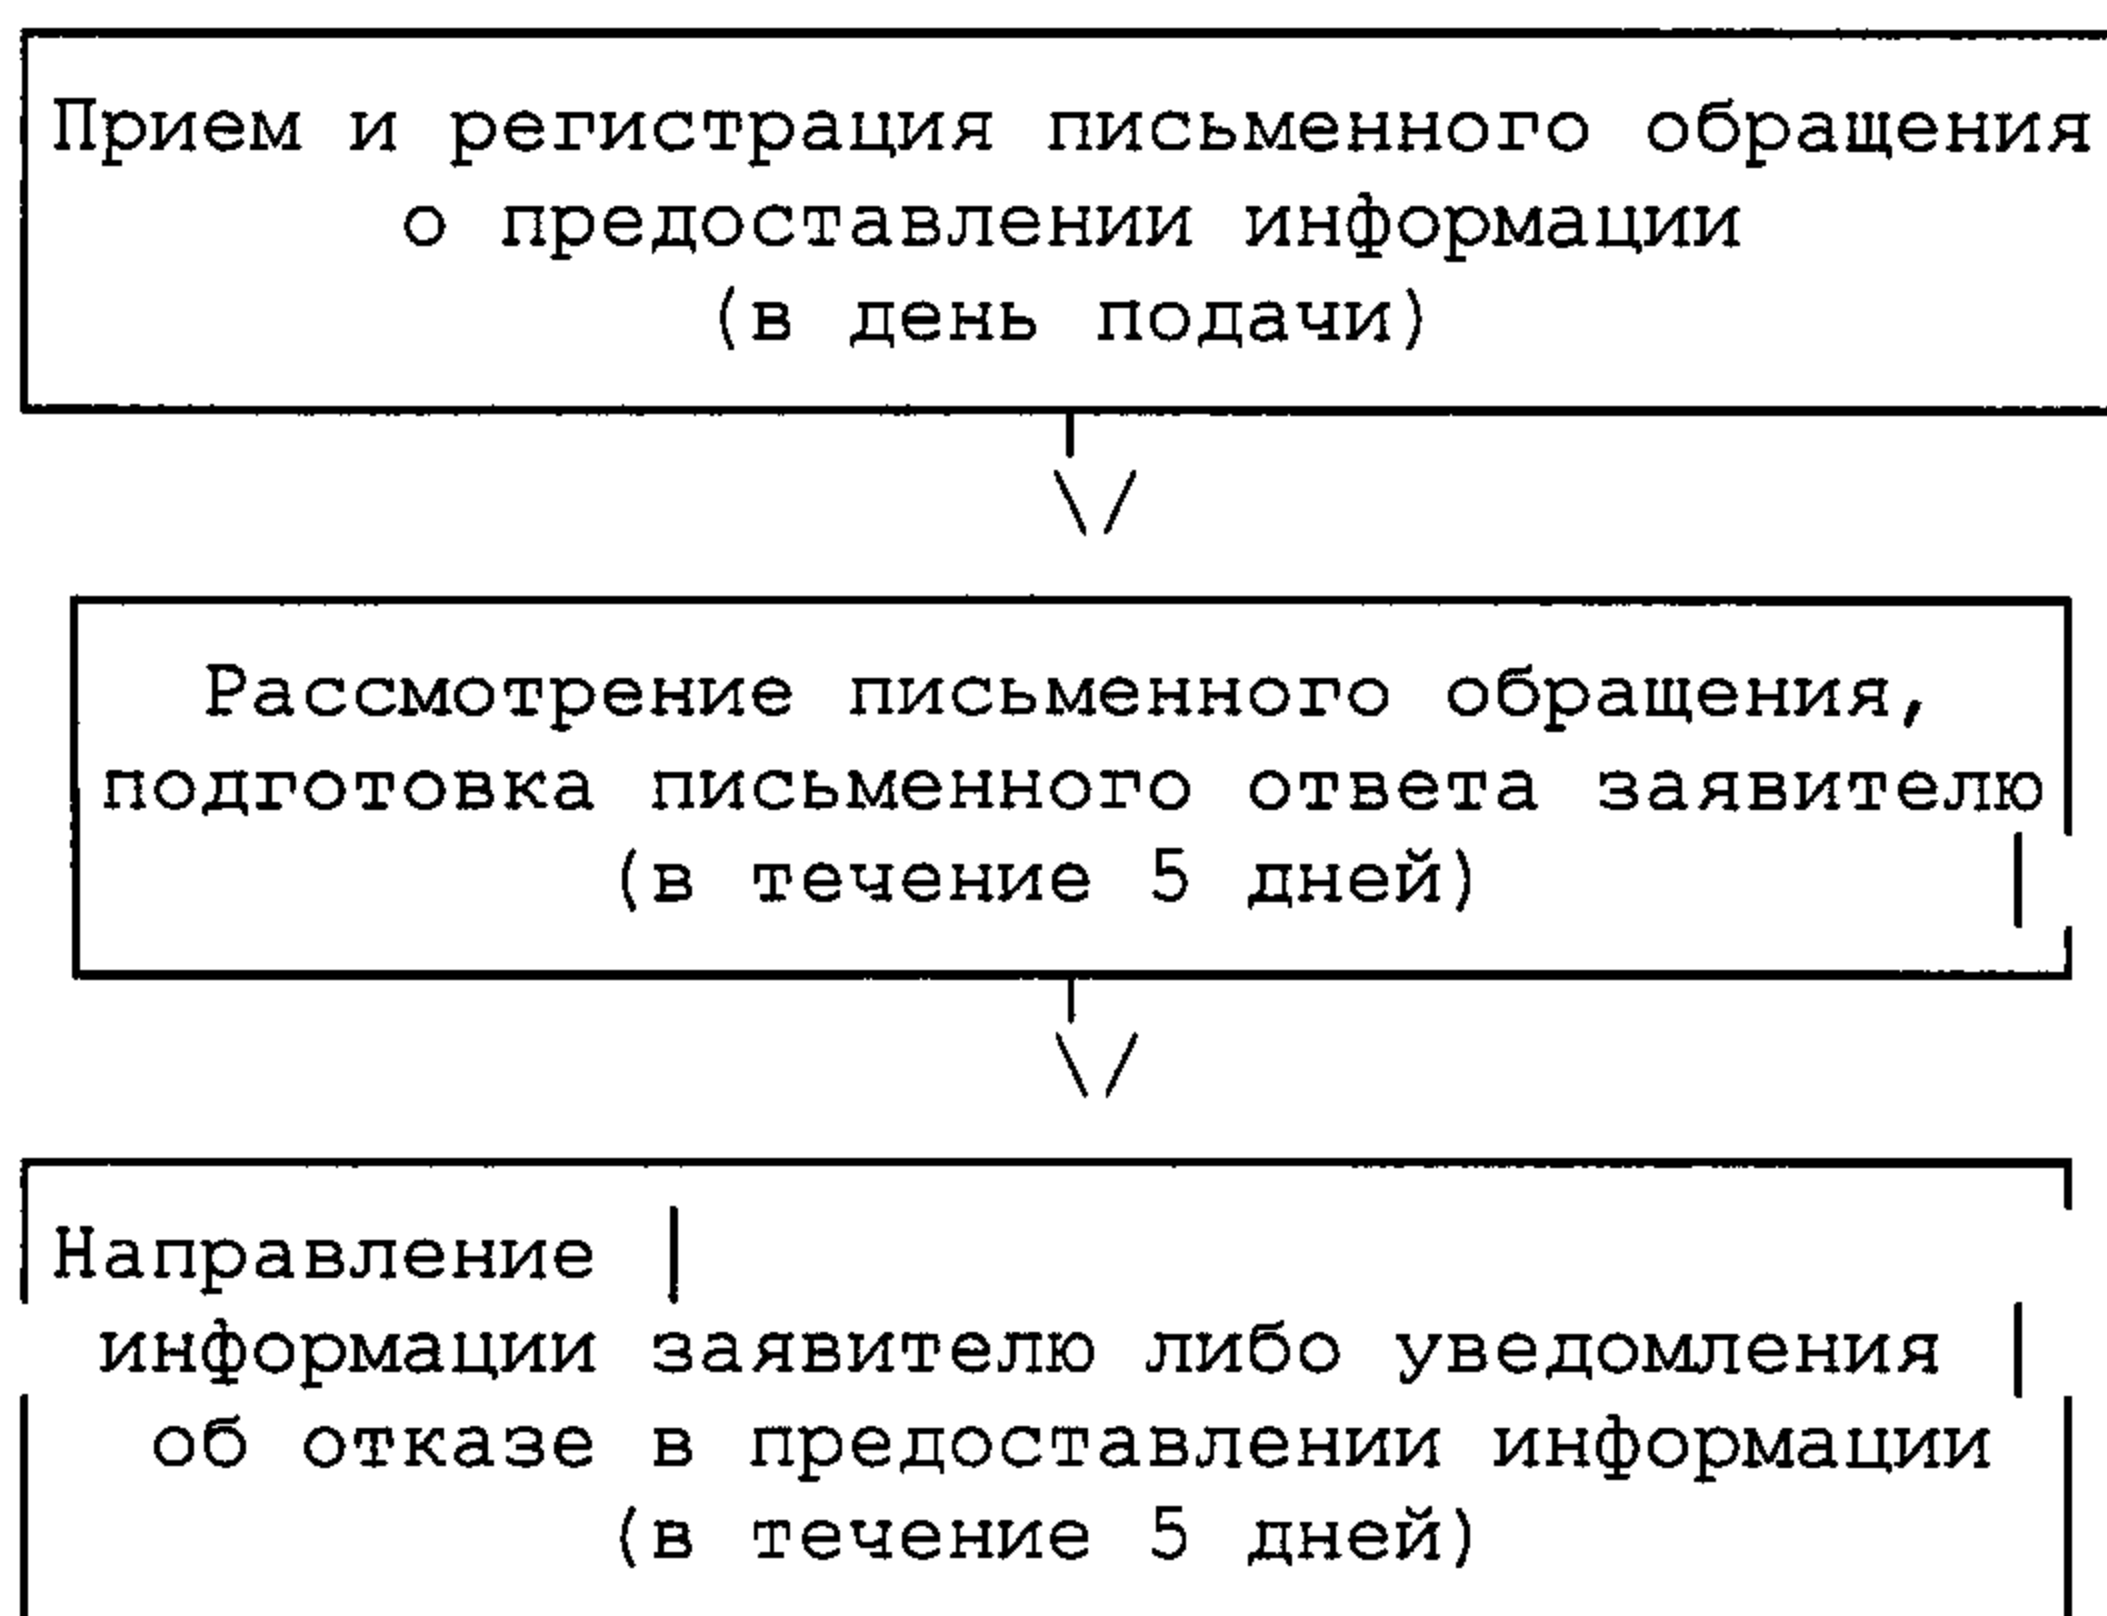 Прием и регистрация письменного обращения
о предоставлении информации
(в день подачи)
Рассмотрение письменного обращения,
подготовка письменного ответа заявителю
(в течение 5 дней)
Направление
информации заявителю либо уведомления
об отказе в предоставлении информации
(в течение 5 дней)